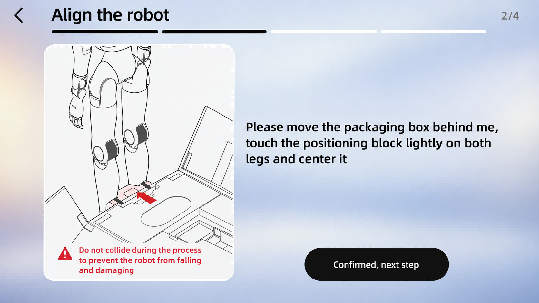 Align the robot
2/4
Please move the packaging box behind me,
touch the positioning block lightly on both
legs and center it
Do not collide during the process
to prevent the robot from falling
and damaging
Confirmed, next step